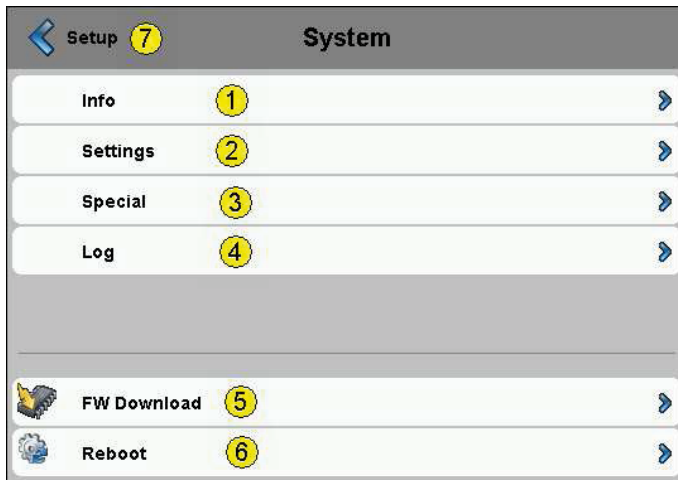 Setup 7 System
Info 1
Settings 2
Special 3
Log 4
FW Download 5
Reboot 6